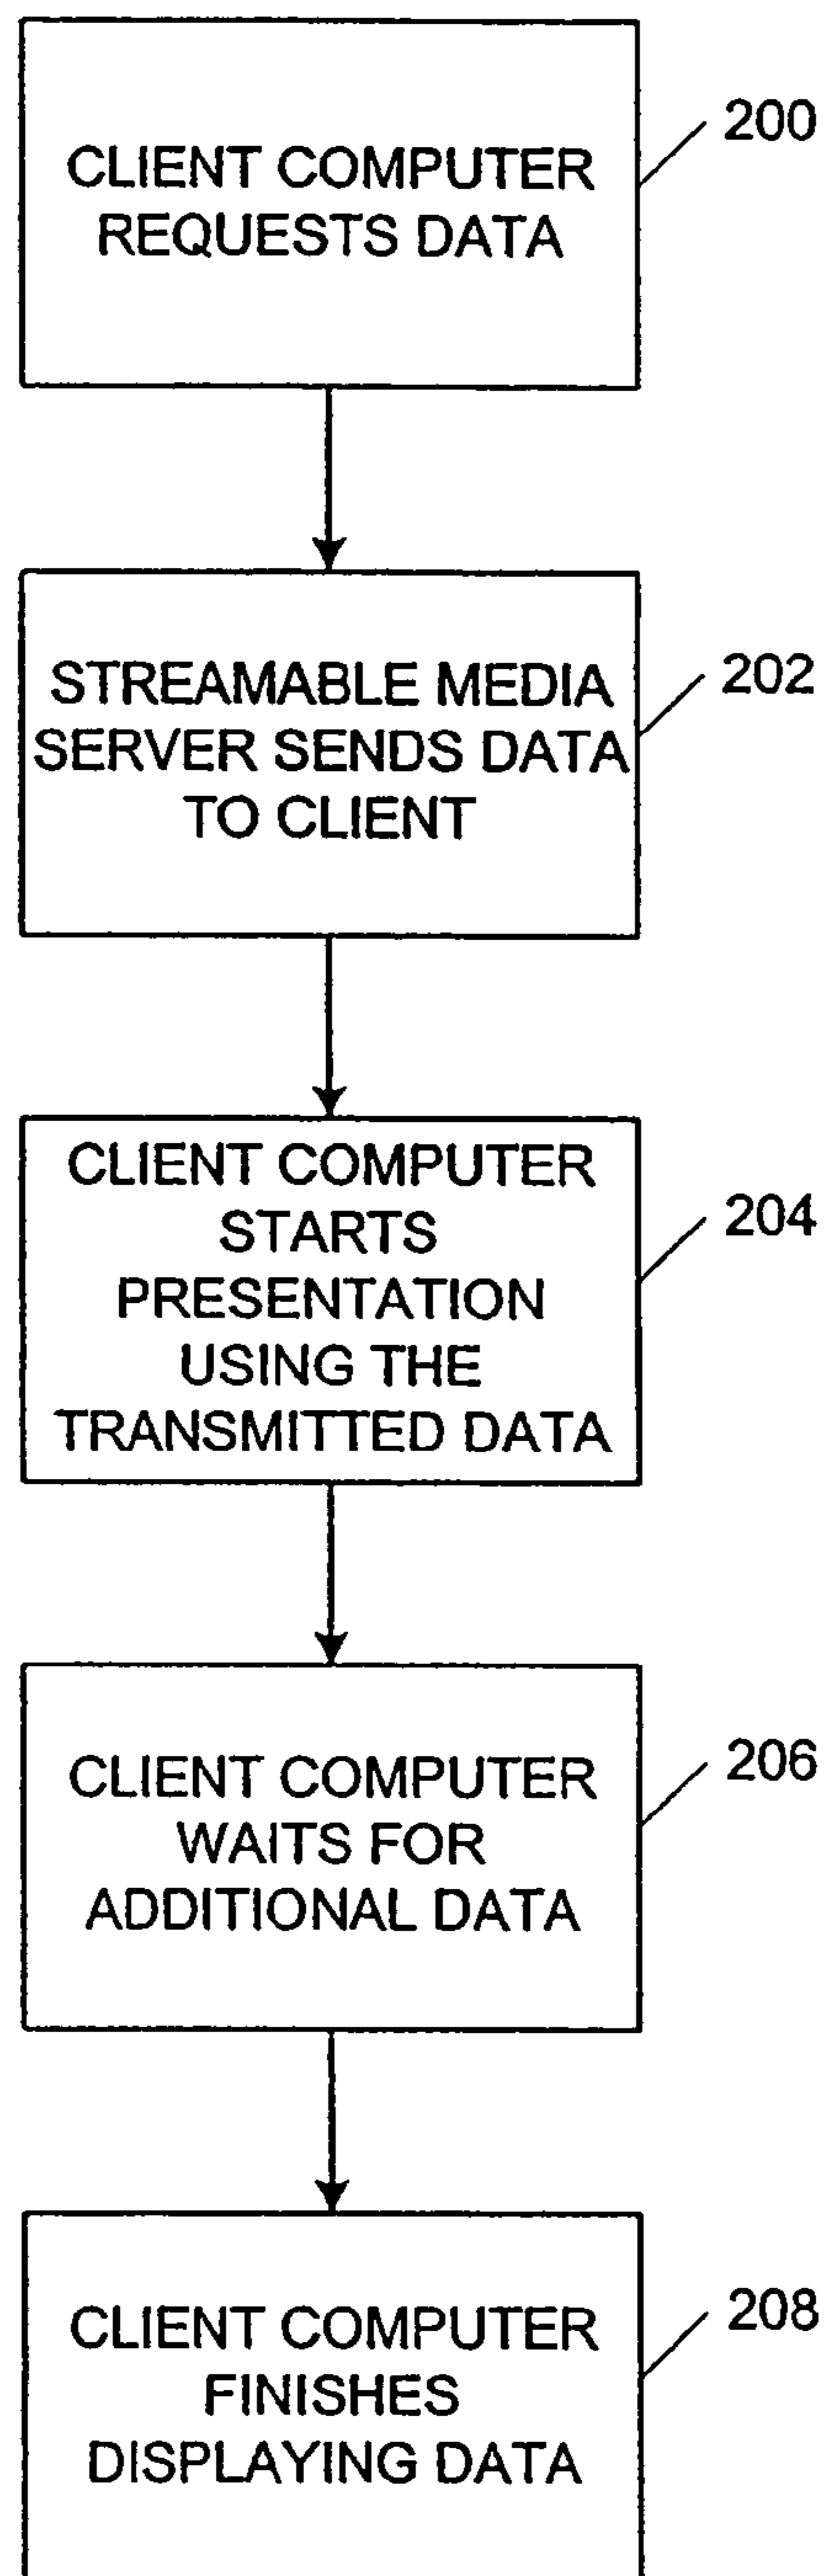 CLIENT COMPUTER
REQUESTS DATA
200
STREAMABLE MEDIA
SERVER SENDS DATA
TO CLIENT
202
CLIENT COMPUTER
STARTS
PRESENTATION
USING THE
TRANSMITTED DATA
204
CLIENT COMPUTER
WAITS FOR
ADDITIONAL DATA
206
CLIENT COMPUTER
FINISHES
DISPLAYING DATA
208